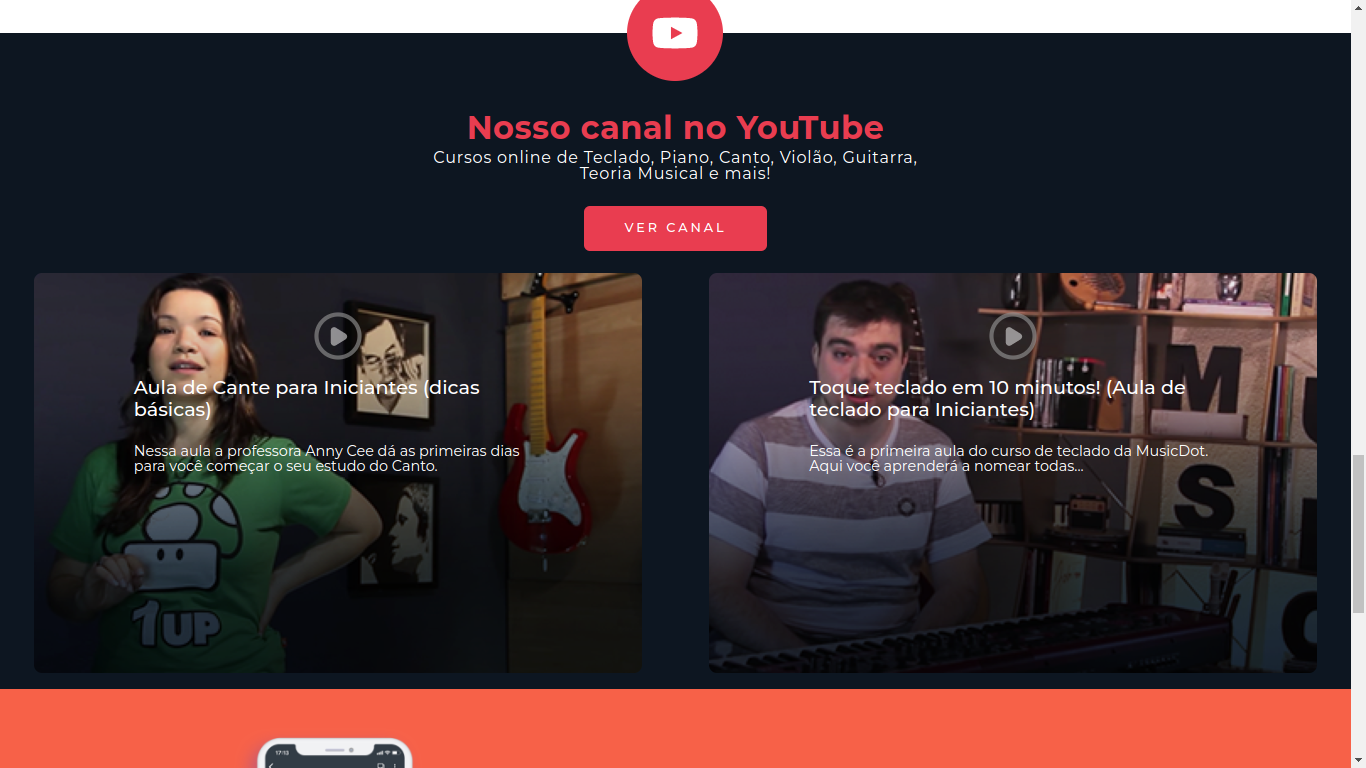 Nosso canal no YouTube
Cursos online de Teclado, Piano, Canto, Violão, Guitarra,
Teoria Musical e mais!
VER CANAL
Aula de Cante para Iniciantes (dicas
básicas)
Nessa aula a professora Anny Cee dá as primeiras dias
para você começar o seu estudo do Canto.
1UP
Toque teclado em 10 minutos! (Aula de
teclado para Iniciantes)
Essa é a primeira aula do curso de teclado da MusicDot.
Aqui você aprenderá a nomear todas...
M
S
17:13